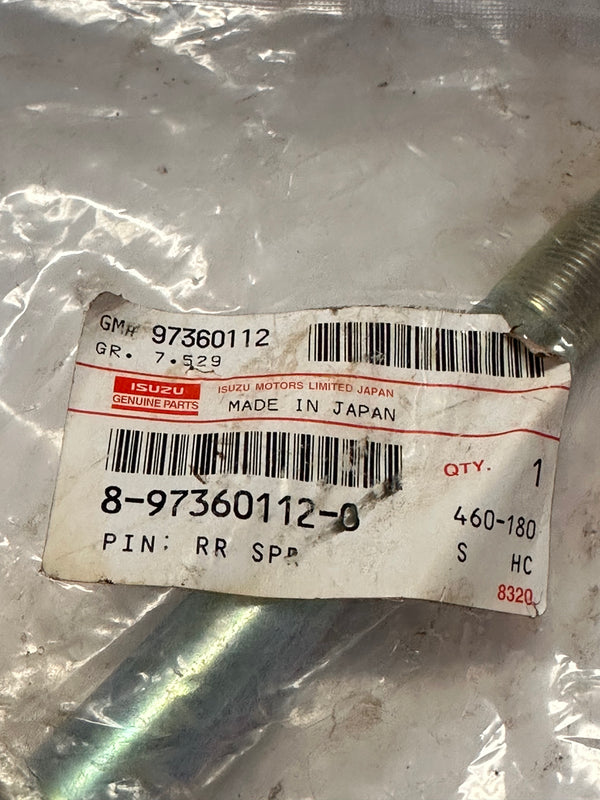 GM# 97360112
GR. 7.529
ISUZU
GENUINE PARTS
ISUZU MOTORS LIMITED JAPAN
MADE IN JAPAN
QTY. 1
8-97360112-0
460-180
PIN: RR SPR
S HC
8320